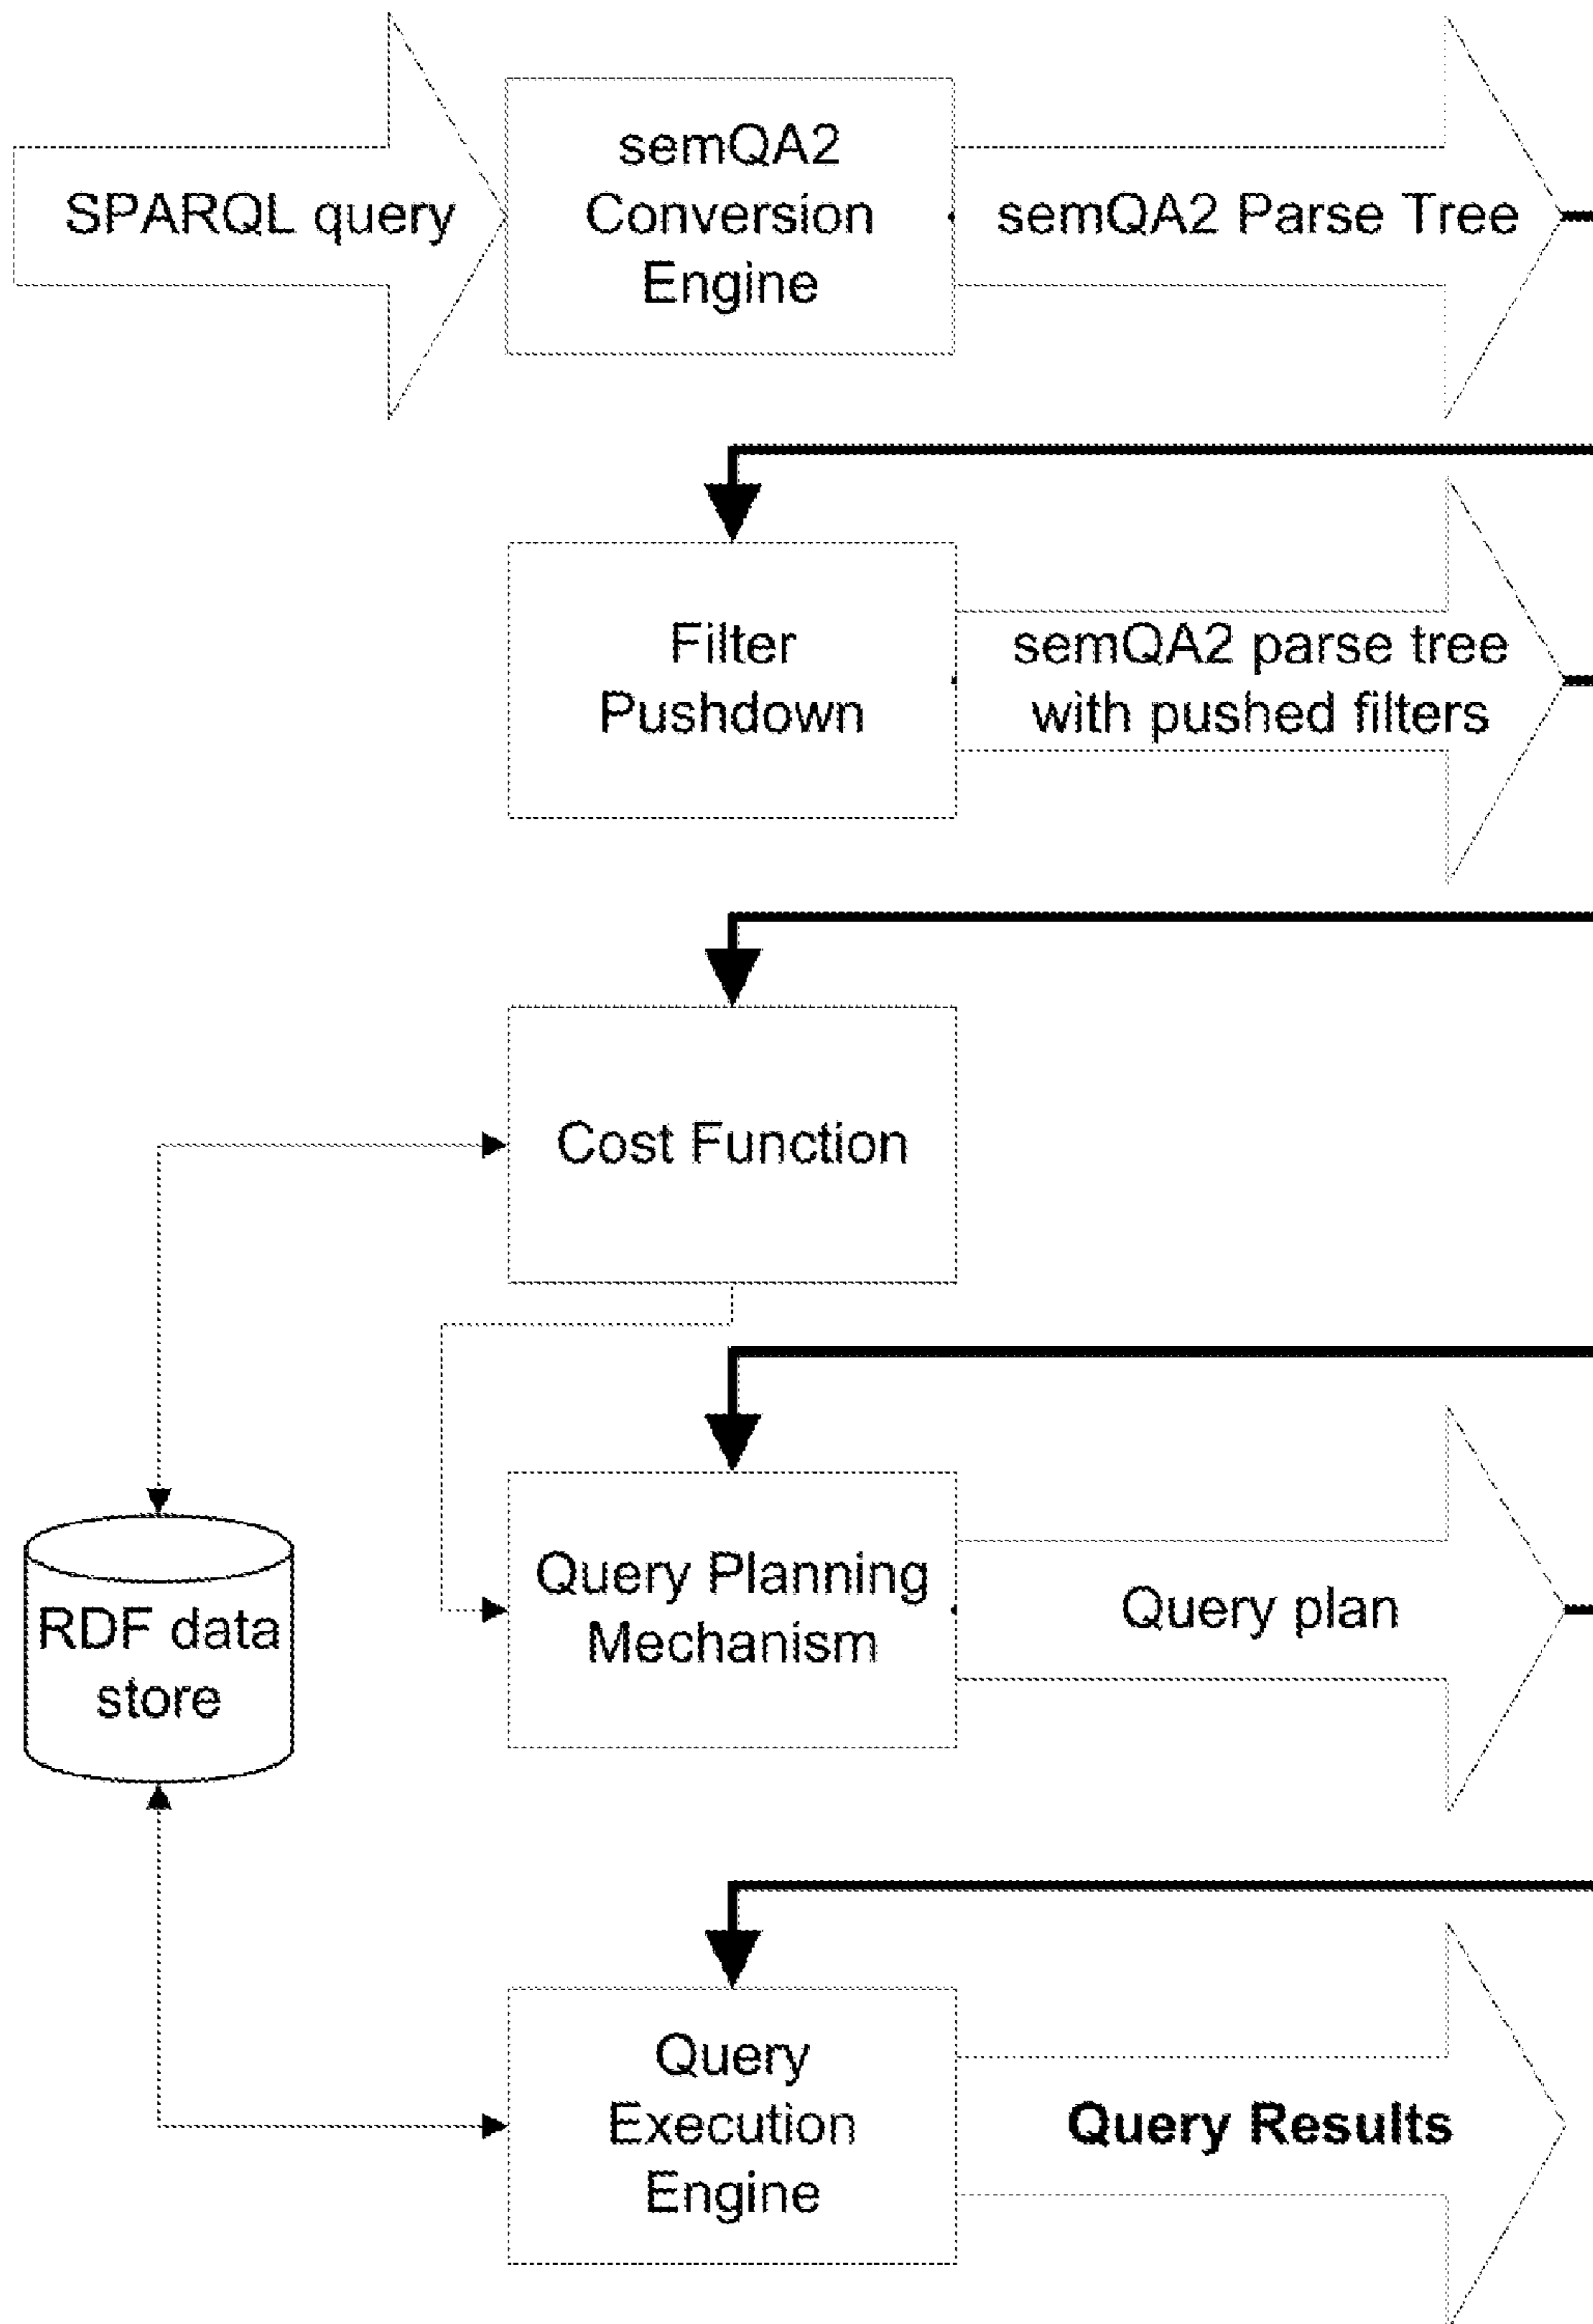 SPARQL query
semQA2
Conversion
Engine
semQA2 Parse Tree
Filter
Pushdown
semQA2 parse tree
with pushed filters
Cost Function
RDF data
store
Query Planning
Mechanism
Query plan
Query
Execution
Engine
Query Results